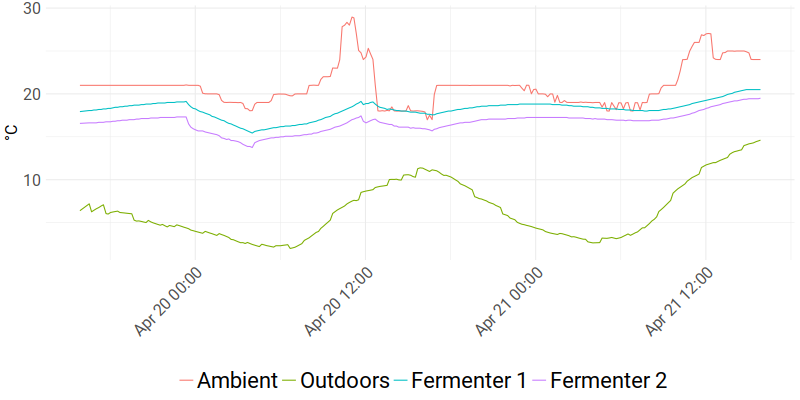 30
20
10
°C
Apr 20 00:00
Apr 20 12:00
Apr 21 00:00
Apr 21 12:00
Ambient Outdoors Fermenter 1 Fermenter 2